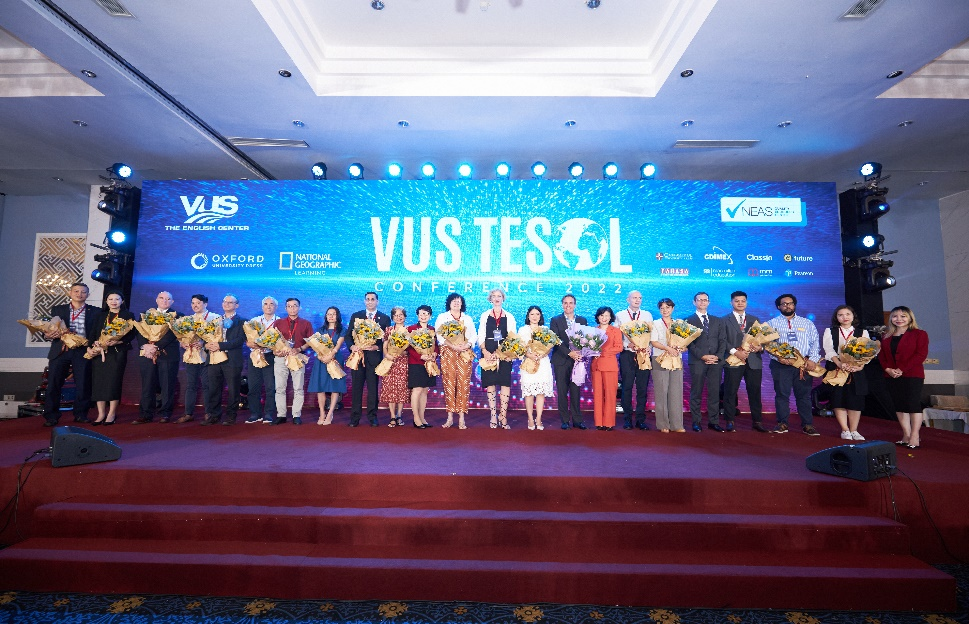 VUS
THE ENGLISH CENTER
OXFORD
UNIVERSITY PRESS
NATIONAL
GEOGRAPHIC
LEARNING
VUS TESOL
CONFERENCE 2022
NEAS
CDIMEX
ClassIn
future
mm
Pearson